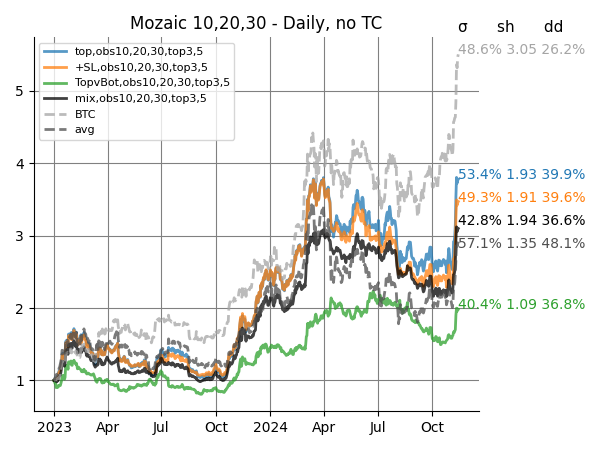 Mozaic 10,20,30 - Daily, no TC
σ sh dd
top,obs10,20,30,top3,5
+SL,obs10,20,30,top3,5
TopvBot,obs10,20,30,top3,5
mix,obs10,20,30,top3,5
BTC
avg
48.6% 3.05 26.2%
53.4% 1.93 39.9%
49.3% 1.91 39.6%
42.8% 1.94 36.6%
57.1% 1.35 48.1%
40.4% 1.09 36.8%
5
4
3
2
1
2023 Apr Jul Oct 2024 Apr Jul Oct